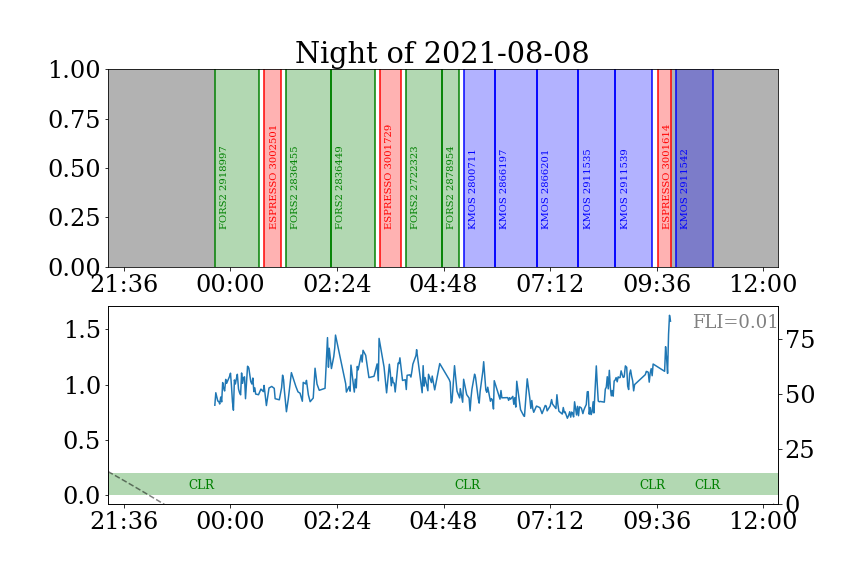 Night of 2021-08-08
1.00
0.75
0.50
0.25
0.00
FORS2 2918997
ESPRESSO 3002501
FORS2 2836455
FORS2 2836449
ESPRESSO 3001729
FORS2 2722323
FORS2 2878954
KMOS 2800711
KMOS 2866197
KMOS 2866201
KMOS 2911535
KMOS 2911539
ESPRESSO 3001614
KMOS 2911542
21:36 00:00 02:24 04:48 07:12 09:36 12:00
FLI=0.01
1.5
1.0
0.5
0.0
75
50
25
0
CLR CLR CLR CLR
21:36 00:00 02:24 04:48 07:12 09:36 12:00